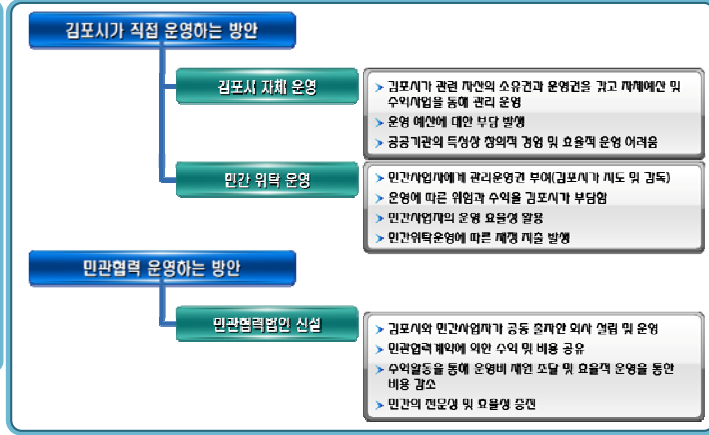 김포시가 직접 운영하는 방안
김포시 자체 운영
김포시가 관련 자산의 소유권과 운영권을 갖고 자체예산 및
수익사업을 통해 관리 운영
운영 예산에 대한 부담 발생
공공기관의 특성상 창의적 경영 및 효율적 운영 어려움
민간 위탁 운영
민간사업자에게 관리운영권 부여(김포시가 지도 및 감독)
운영에 따른 위험과 수익을 김포시가 부담함
민간사업자의 운영 효율성 활용
민간위탁운영에 따른 재정 지출 발생
민관협력 운영하는 방안
민관협력법인 신설
김포시와 민간사업자가 공동 출자한 회사 설립 및 운영
민관협력 계약에 의한 수익 및 비용 공유
수익활동을 통해 운영비 재원 조달 및 효율적 운영을 통한
비용 감소
민간의 전문성 및 효율성 증진